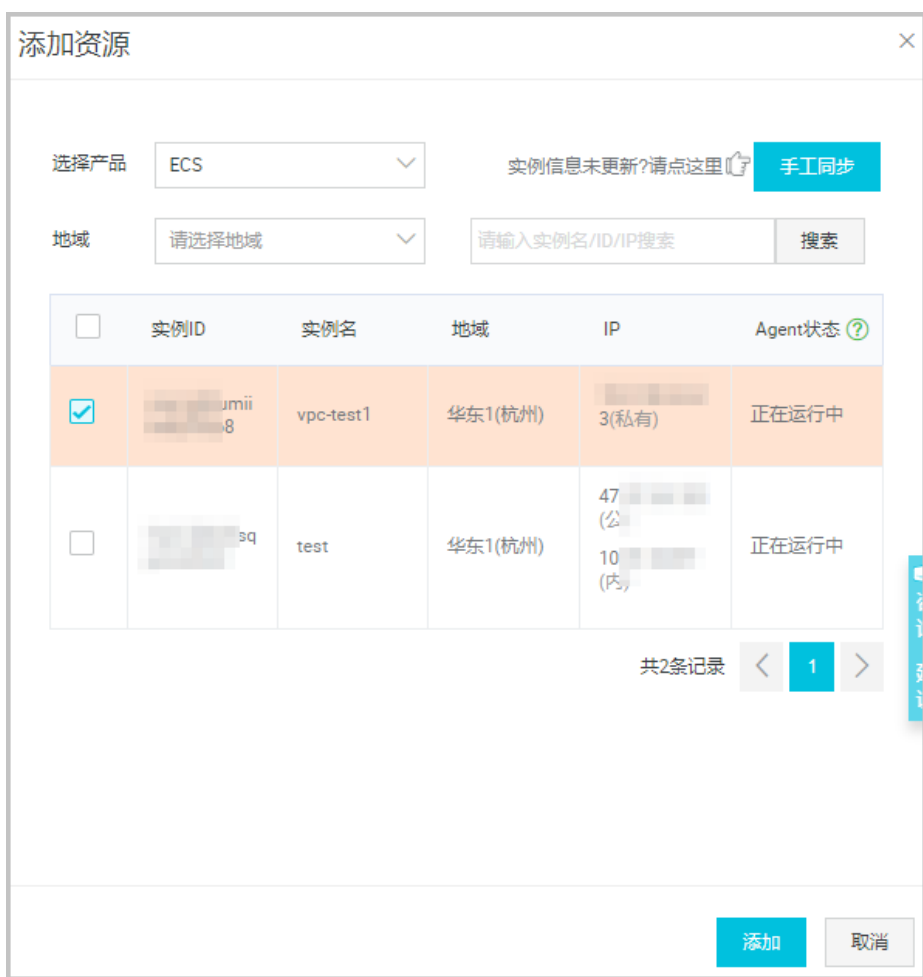 添加资源
选择产品 ECS 实例信息未更新?请点这里 手工同步
地域 请选择地域 请输入实例名/ID/IP搜索 搜索
实例ID 实例名 地域 IP Agent状态 ?
umii
8
vpc-test1 华东1(杭州)
3(私有)
正在运行中
sq
test 华东1(杭州)
47
(公
10
(内)
正在运行中
共2条记录 1
添加 取消